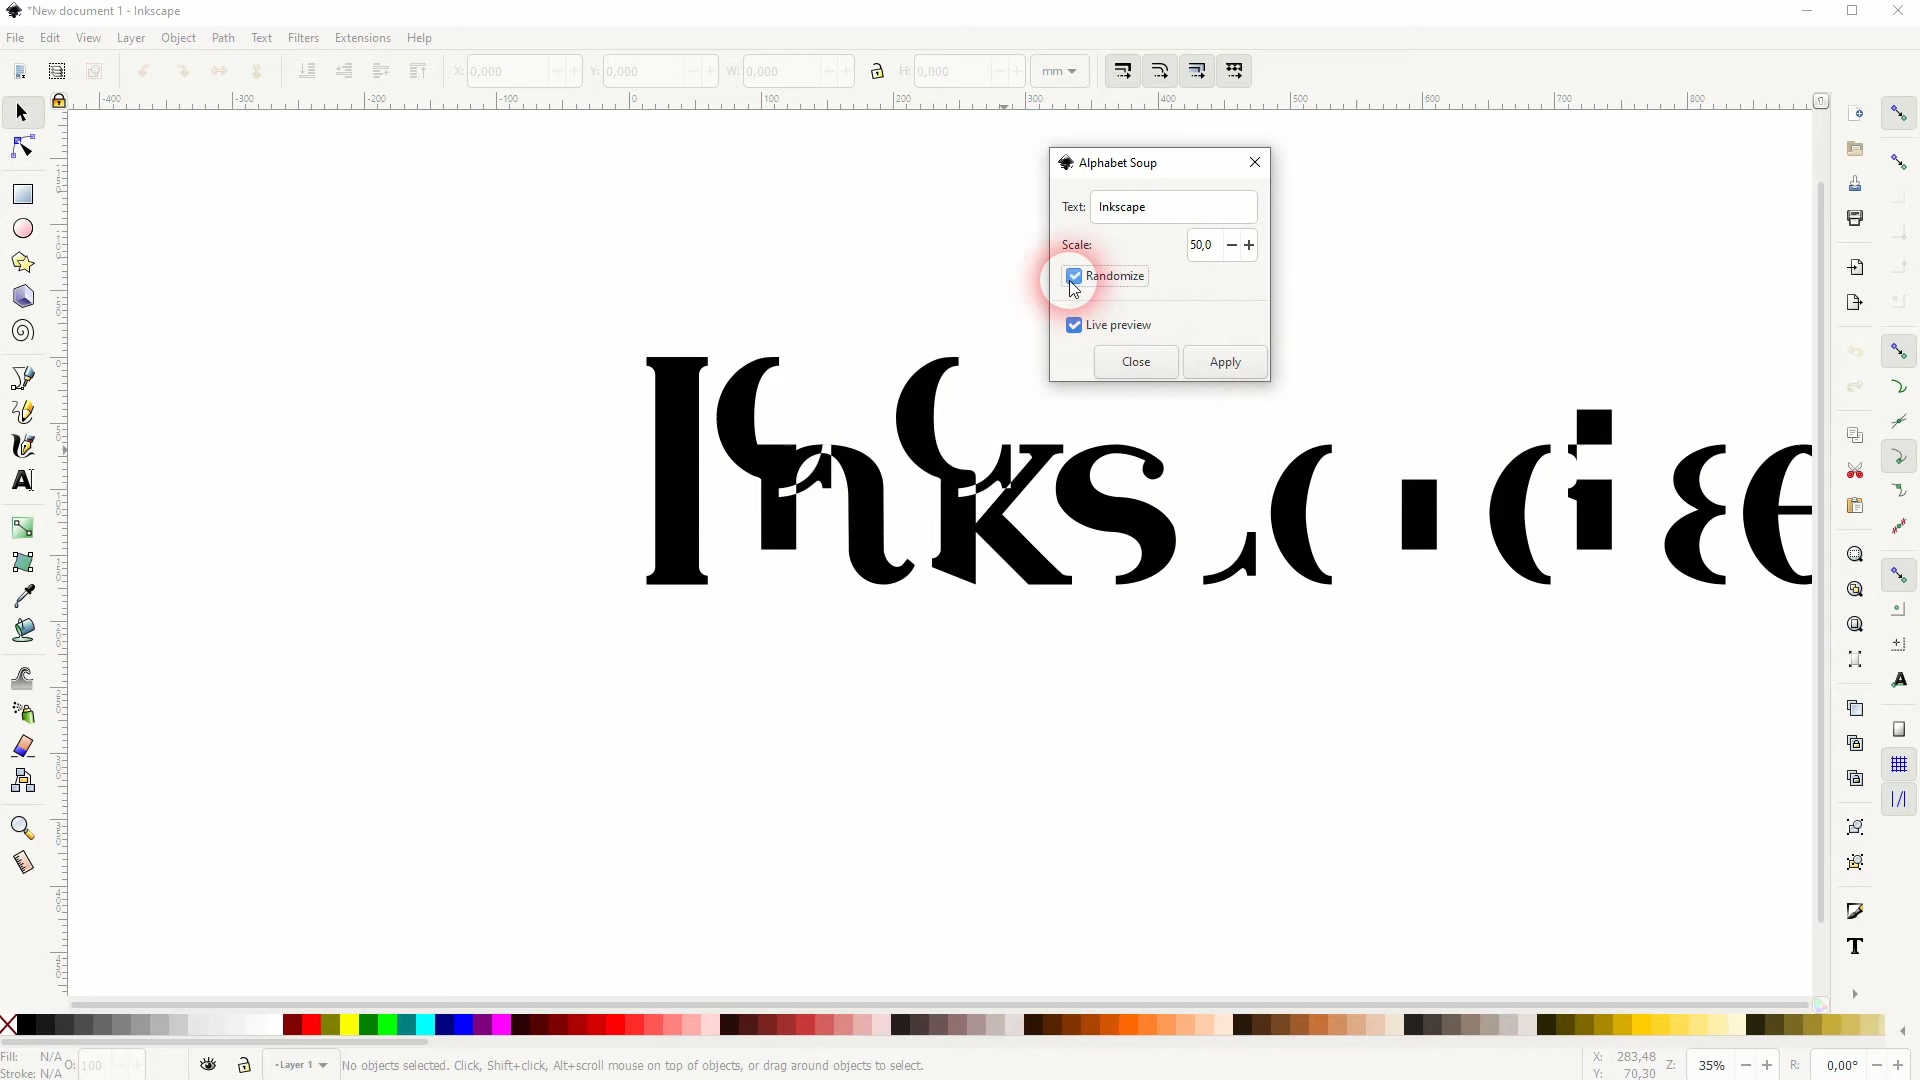 *New document 1 - Inkscape
File Edit View Layer Object Path Text Filters Extensions Help
X: 0,000 Y: 0,000 W: 0,000 H: 0,000 mm
-400 -300 -200 -100 0 100 200 300 400 500 600 700 800
Alphabet Soup
Text: Inkscape
Scale: 50,0
Randomize
Live preview
Close Apply
Fill: N/A O: 100 Layer 1 No objects selected. Click, Shift+click, Alt+scroll mouse on top of objects, or drag around objects to select. X: 283,48 Z: 35% R: 0,00°
Stroke: N/A Y: 70,30